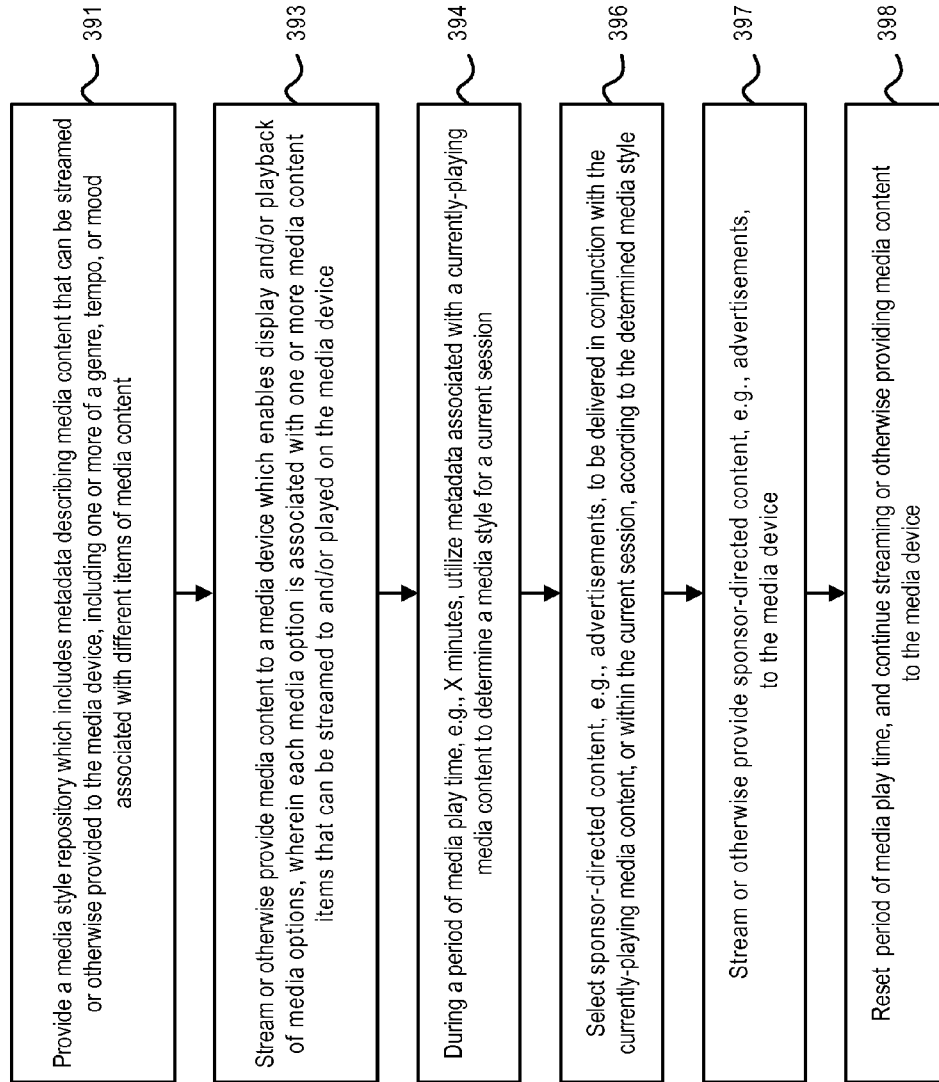 Provide a media style repository which includes metadata describing media content that can be streamed
or otherwise provided to the media device, including one or more of a genre, tempo, or mood
associated with different items of media content
391
Stream or otherwise provide media content to a media device which enables display and/or playback
of media options, wherein each media option is associated with one or more media content
items that can be streamed to and/or played on the media device
393
During a period of media play time, e.g., X minutes, utilize metadata associated with a currently-playing
media content to determine a media style for a current session
394
Select sponsor-directed content, e.g., advertisements, to be delivered in conjunction with the
currently-playing media content, or within the current session, according to the determined media style
396
Stream or otherwise provide sponsor-directed content, e.g., advertisements,
to the media device
397
Reset period of media play time, and continue streaming or otherwise providing media content
to the media device
398